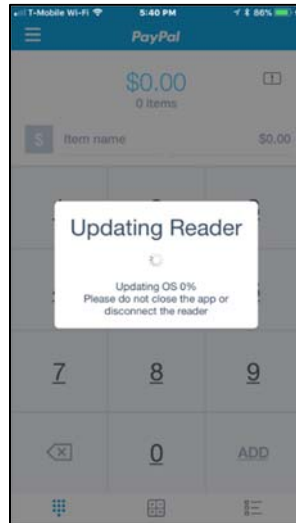 T-Mobile Wi-Fi 5:40 PM 86%
PayPal
$0.00
0 items
1
$ Item name $0.00
Updating Reader
Updating OS 0%
Please do not close the app or
disconnect the reader
7 8 9
0 ADD